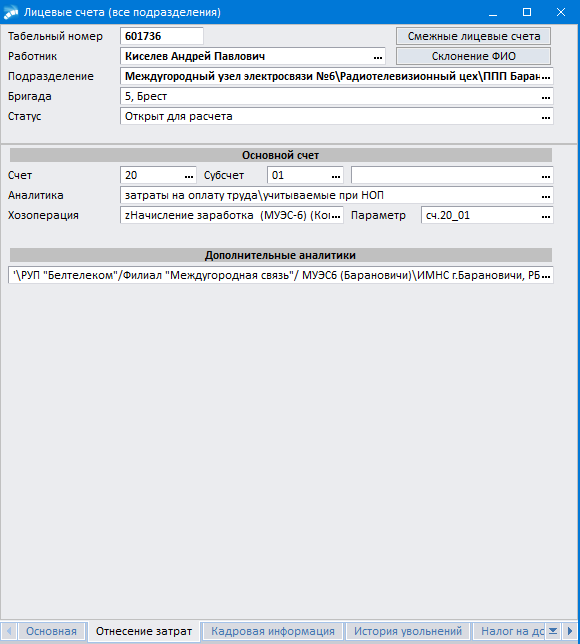 Лицевые счета (все подразделения)
Табельный номер 601736 Смежные лицевые счета
Работник Киселев Андрей Павлович ... Склонение ФИО
Подразделение Междугородный узел электросвязи №6\Радиотелевизионный цех\ППП Баран...
Бригада 5, Брест ...
Статус Открыт для расчета ...
Основной счет
Счет 20 ... Субсчет 01 ... ...
Аналитика затраты на оплату труда\учитываемые при НОП ...
Хозоперация zНачисление заработка (МУЭС-6) (Ко... Параметр сч.20_01 ...
Дополнительные аналитики
'\РУП "Белтелеком"/Филиал "Междугородная связь"/ МУЭС6 (Барановичи)\ИМНС г.Барановичи, РБ...
Основная Отнесение затрат Кадровая информация История увольнений Налог на до